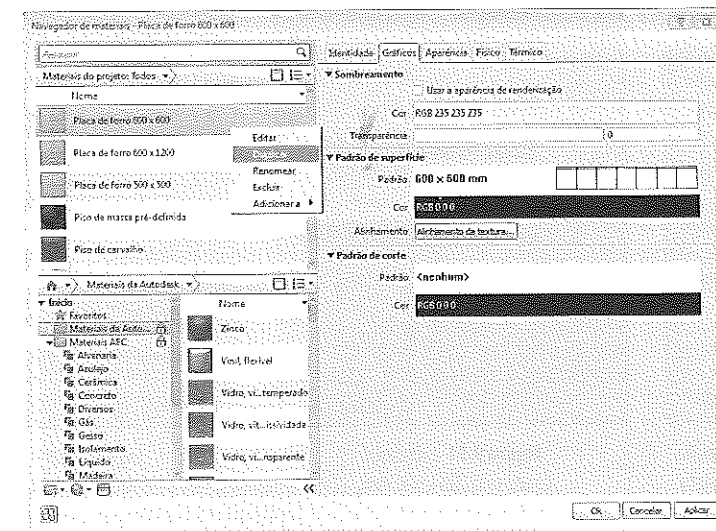 Navegador de materiais - Placa de forro 600 x 600
Pesquisar
Materiais do projeto: Todos
Nome
Placa de forro 600 x 600
Placa de forro 600 x 1200
Placa de forro 500 x 500
Piso de massa pré-definida
Piso de carvalho
Editar
Renomear
Excluir
Adicionar a
Materiais da Autodesk
Início
Favoritos
Materiais da Auto...
Materiais AEC
Alvenaria
Azulejo
Cerâmica
Concreto
Diversos
Gás
Gesso
Isolamento
Líquido
Madeira
Nome
Zinco
Vinil, flexível
Vidro, vi...temperado
Vidro, vi...nsparente
Identidade Gráficos Aparência Físico Térmico
Sombreamento
Usar a aparência de renderização
Cor RGB 235 235 235
Transparência 0
Padrão de superfície
Padrão 600 x 600 mm
Cor RGB 0 0 0
Alinhamento Alinhamento de textura...
Padrão de corte
Padrão <nenhum>
Cor RGB 0 0 0
OK Cancelar Aplicar